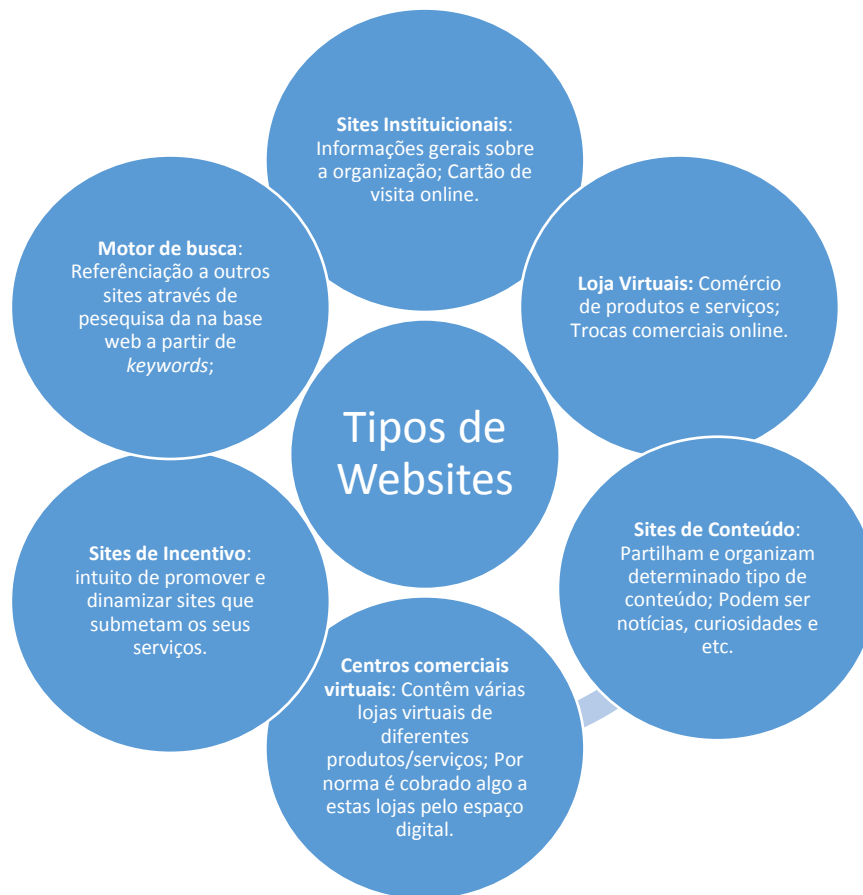 Sites Instituicionais:
Informações gerais sobre
a organização; Cartão de
visita online.
Loja Virtuais: Comércio
de produtos e serviços;
Trocas comerciais online.
Sites de Conteúdo:
Partilham e organizam
determinado tipo de
conteúdo; Podem ser
notícias, curiosidades e
etc.
Centros comerciais
virtuais: Contêm várias
lojas virtuais de
diferentes
produtos/serviços; Por
norma é cobrado algo a
estas lojas pelo espaço
digital.
Sites de Incentivo:
intuito de promover e
dinamizar sites que
submetam os seus
serviços.
Motor de busca:
Referênciação a outros
sites através de
pesequisa da na base
web a partir de
keywords;
Tipos de
Websites